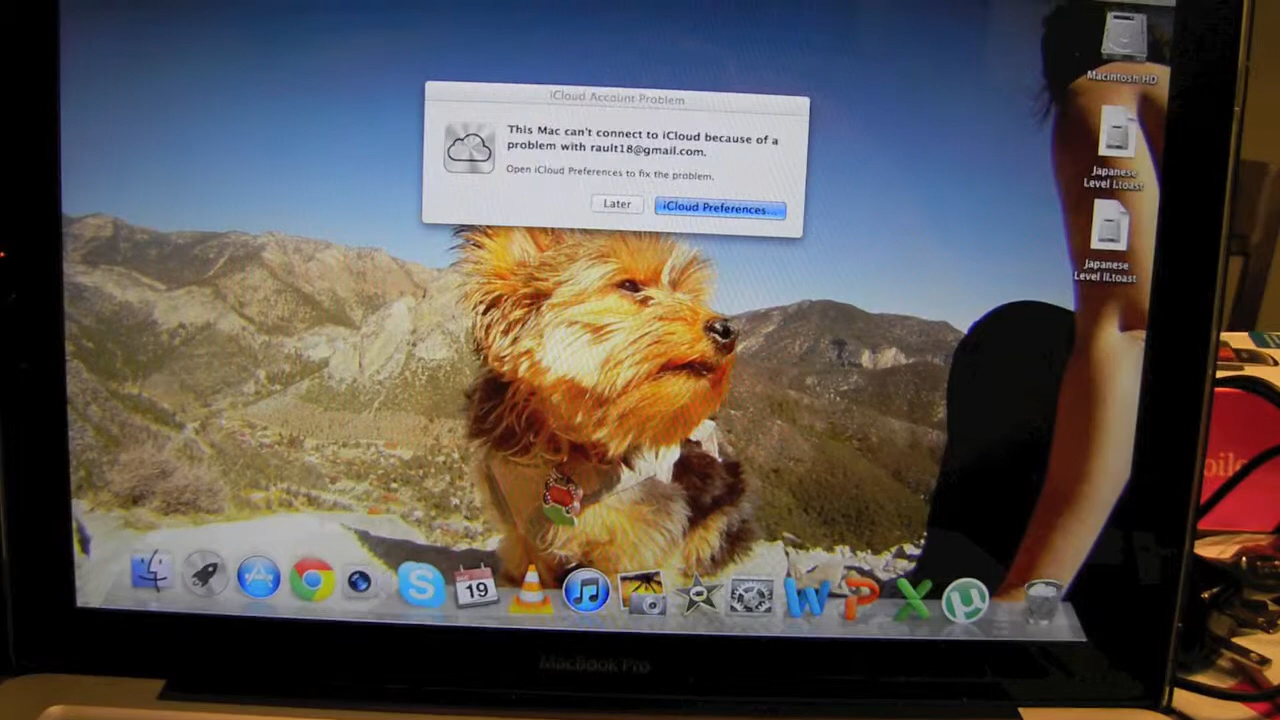 iCloud Account Problem
This Mac can't connect to iCloud because of a
problem with rault18@gmail.com.
Open iCloud Preferences to fix the problem.
Later
iCloud Preferences...
Macintosh HD
Japanese
Level I.toast
Japanese
Level II.toast
19
MacBook Pro